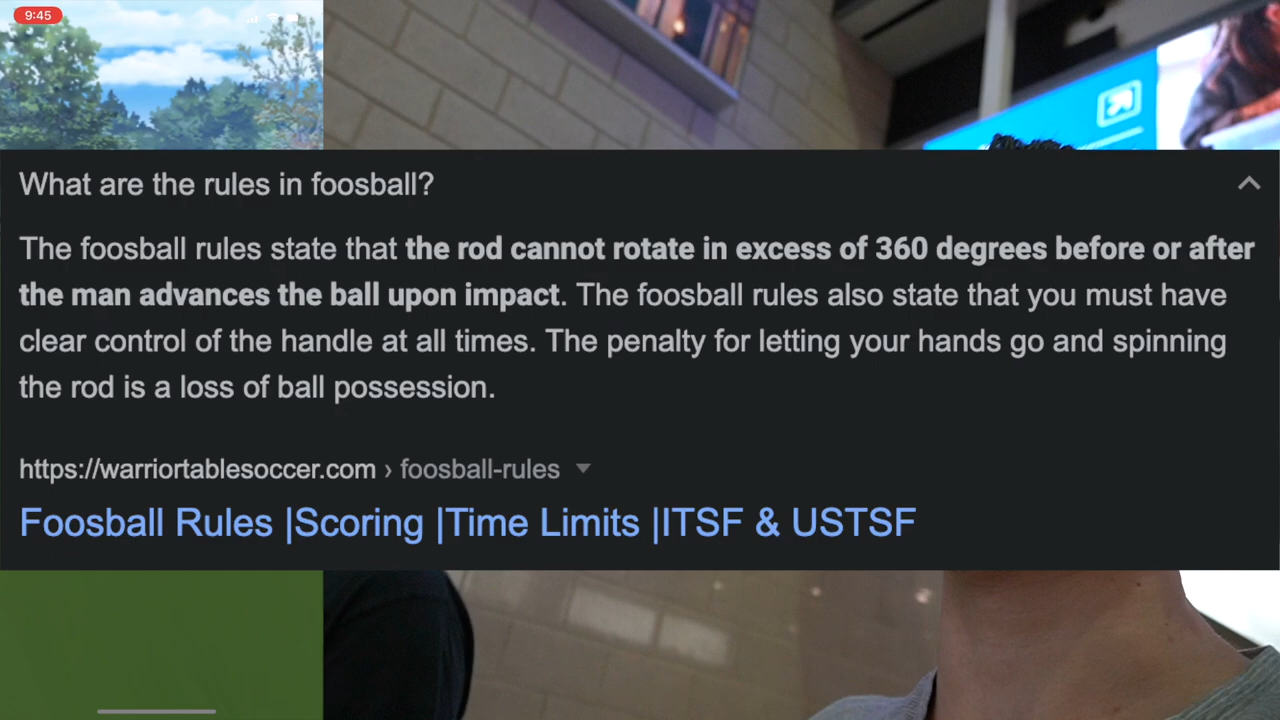 9:45
What are the rules in foosball?
The foosball rules state that the rod cannot rotate in excess of 360 degrees before or after
the man advances the ball upon impact. The foosball rules also state that you must have
clear control of the handle at all times. The penalty for letting your hands go and spinning
the rod is a loss of ball possession.
https://warriortablesoccer.com › foosball-rules
Foosball Rules |Scoring |Time Limits |ITSF & USTSF